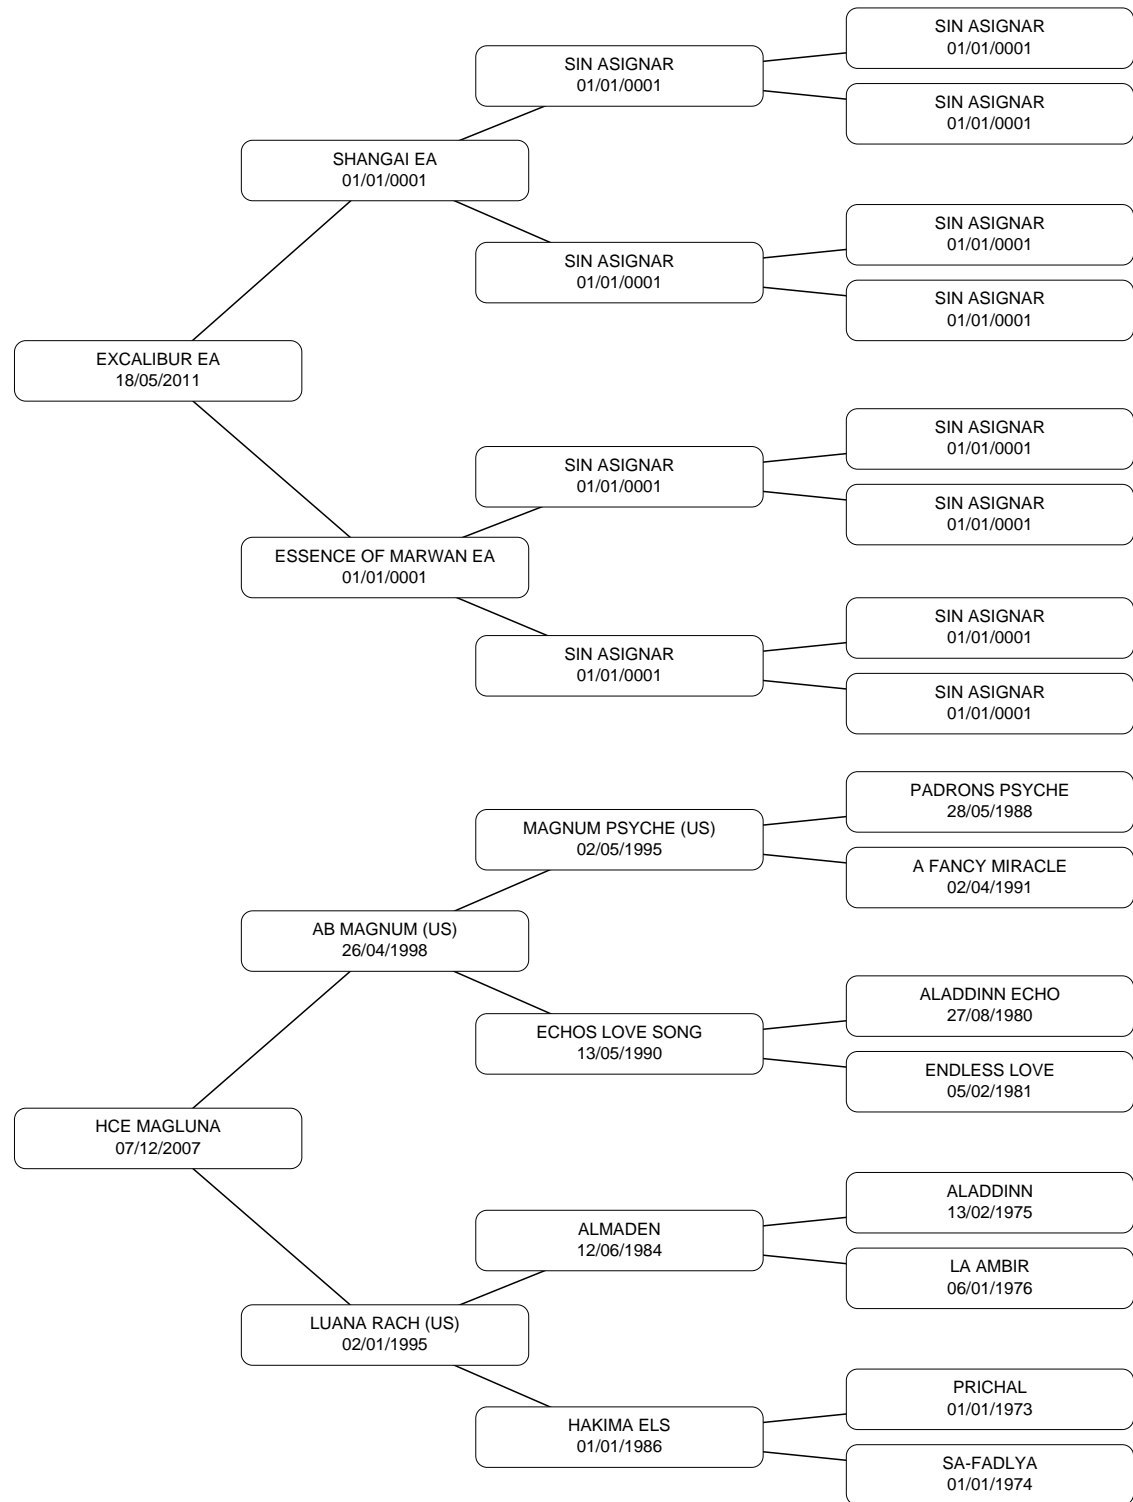 SIN ASIGNAR
01/01/0001
SIN ASIGNAR
01/01/0001
SIN ASIGNAR
01/01/0001
SHANGAI EA
01/01/0001
SIN ASIGNAR
01/01/0001
SIN ASIGNAR
01/01/0001
SIN ASIGNAR
01/01/0001
EXCALIBUR EA
18/05/2011
SIN ASIGNAR
01/01/0001
SIN ASIGNAR
01/01/0001
SIN ASIGNAR
01/01/0001
ESSENCE OF MARWAN EA
01/01/0001
SIN ASIGNAR
01/01/0001
SIN ASIGNAR
01/01/0001
SIN ASIGNAR
01/01/0001
PADRONS PSYCHE
28/05/1988
MAGNUM PSYCHE (US)
02/05/1995
A FANCY MIRACLE
02/04/1991
AB MAGNUM (US)
26/04/1998
ALADDINN ECHO
27/08/1980
ECHOS LOVE SONG
13/05/1990
ENDLESS LOVE
05/02/1981
HCE MAGLUNA
07/12/2007
ALADDINN
13/02/1975
ALMADEN
12/06/1984
LA AMBIR
06/01/1976
LUANA RACH (US)
02/01/1995
PRICHAL
01/01/1973
HAKIMA ELS
01/01/1986
SA-FADLYA
01/01/1974